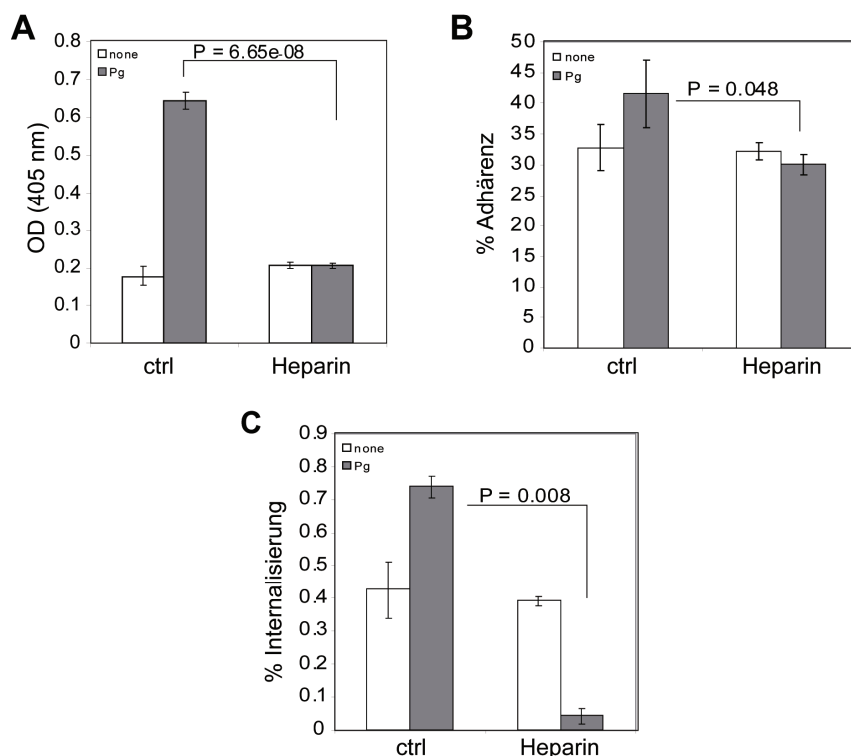 A
OD (405 nm)
0.8
0.7
0.6
0.5
0.4
0.3
0.2
0.1
0
none
Pg
P = 6.65e-08
ctrl
Heparin
B
% Adhärenz
50
45
40
35
30
25
20
15
10
5
0
none
Pg
P = 0.048
ctrl
Heparin
C
% Internalisierung
0.9
0.8
0.7
0.6
0.5
0.4
0.3
0.2
0.1
0
none
Pg
P = 0.008
ctrl
Heparin